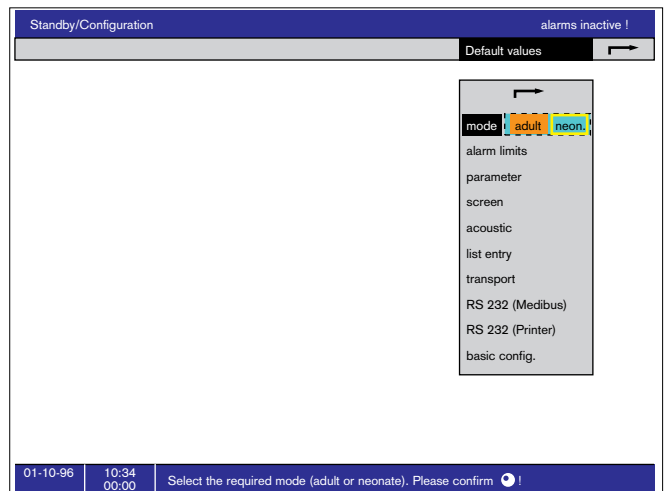 Standby/Configuration alarms inactive !
Default values
mode adult neon.
alarm limits
parameter
screen
acoustic
list entry
transport
RS 232 (Medibus)
RS 232 (Printer)
basic config.
01-10-96 10:34
00:00
Select the required mode (adult or neonate). Please confirm !